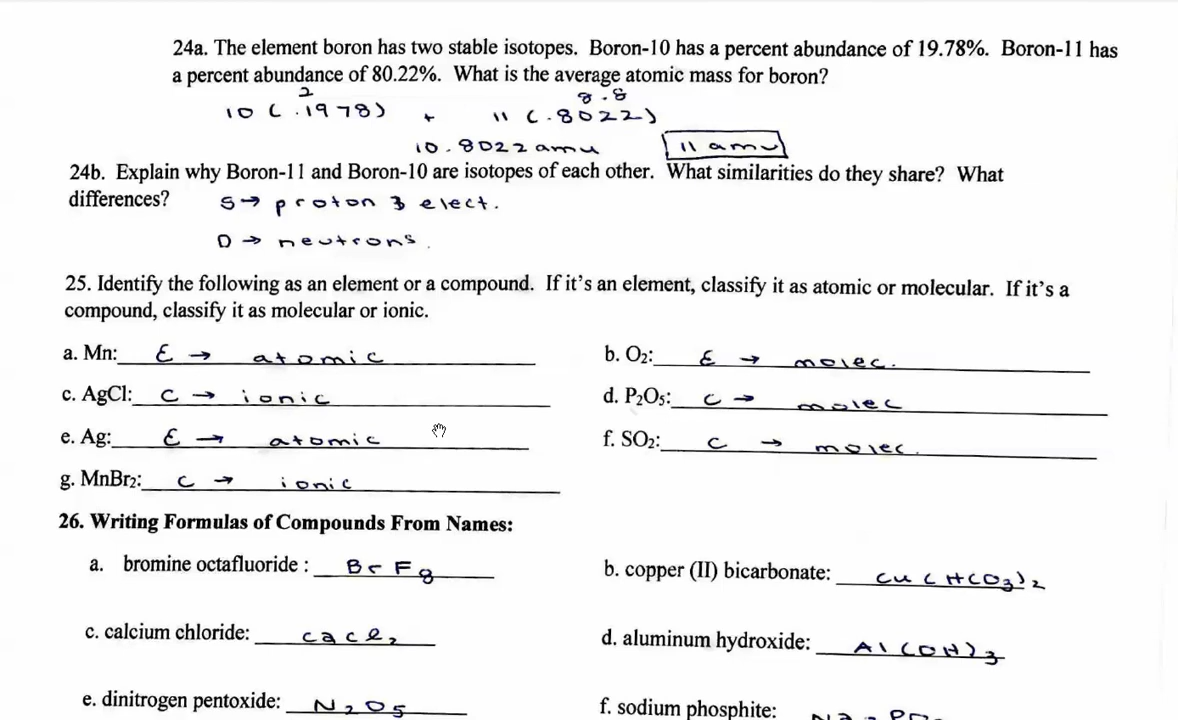 24a. The element boron has two stable isotopes. Boron-10 has a percent abundance of 19.78%. Boron-11 has
a percent abundance of 80.22%. What is the average atomic mass for boron?
2 8.8
10 (.1978) + 11 (.8022)
10.8022 amu 11 amu
24b. Explain why Boron-11 and Boron-10 are isotopes of each other. What similarities do they share? What
differences? S→ proton & elect.
D → neutrons.
25. Identify the following as an element or a compound. If it's an element, classify it as atomic or molecular. If it's a
compound, classify it as molecular or ionic.
a. Mn: E → atomic b. O₂: E → molec.
c. AgCl: C → ionic d. P₂O₅: C → molec
e. Ag: E → atomic f. SO₂: C → molec.
g. MnBr₂: C → ionic
26. Writing Formulas of Compounds From Names:
a. bromine octafluoride : BrF₈ b. copper (II) bicarbonate: Cu(HCO₃)₂
c. calcium chloride: CaCl₂ d. aluminum hydroxide: Al(OH)₃
e. dinitrogen pentoxide: N₂O₅ f. sodium phosphite: